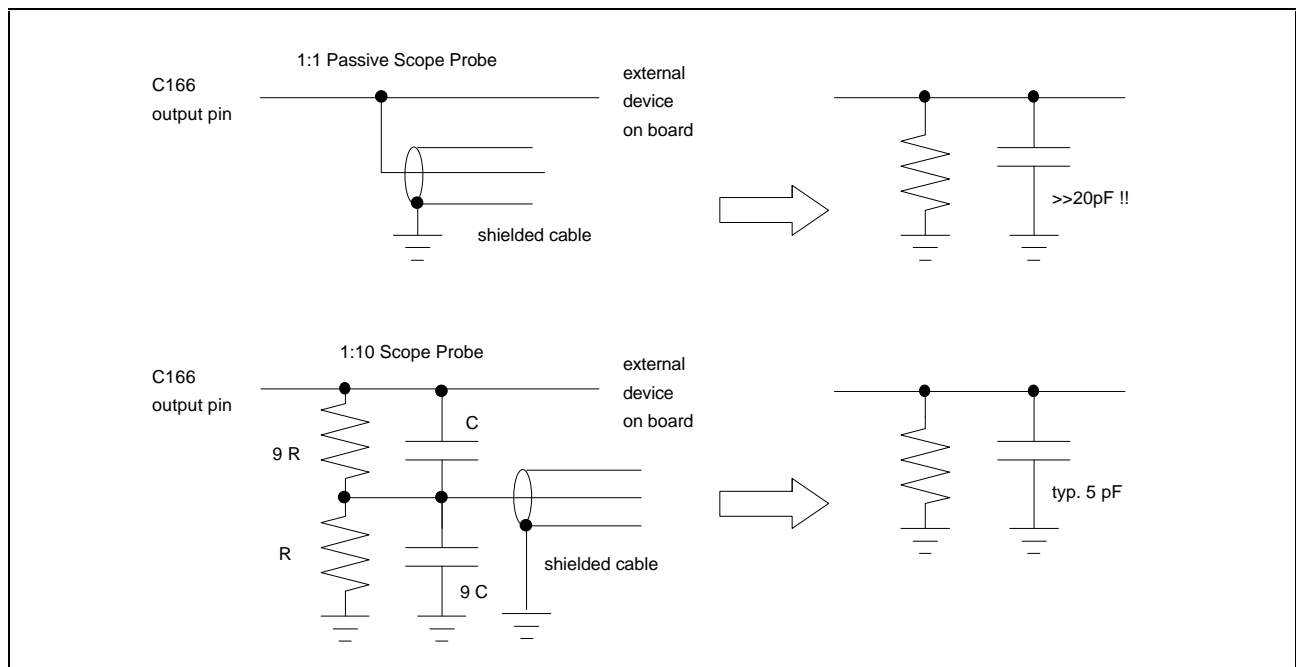 1:1 Passive Scope Probe
C166
output pin
external
device
on board
shielded cable
>>20pF !!
1:10 Scope Probe
C166
output pin
external
device
on board
C
9 R
R
9 C
shielded cable
typ. 5 pF